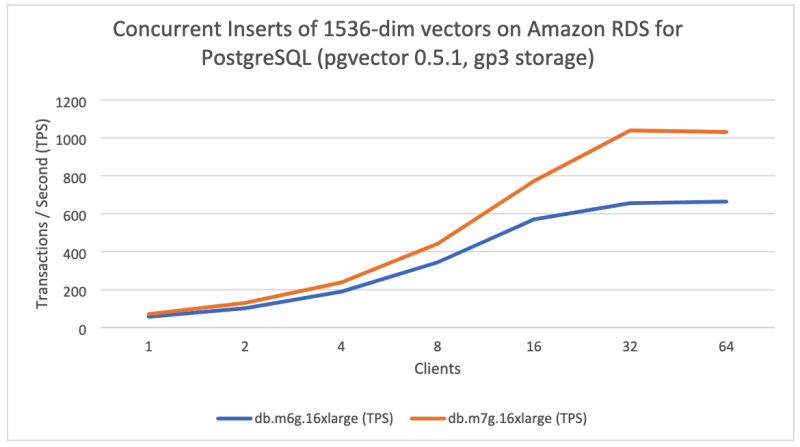 Concurrent Inserts of 1536-dim vectors on Amazon RDS for
PostgreSQL (pgvector 0.5.1, gp3 storage)
Transactions / Second (TPS)
1200
1000
800
600
400
200
0
1 2 4 8 16 32 64
Clients
db.m6g.16xlarge (TPS) db.m7g.16xlarge (TPS)